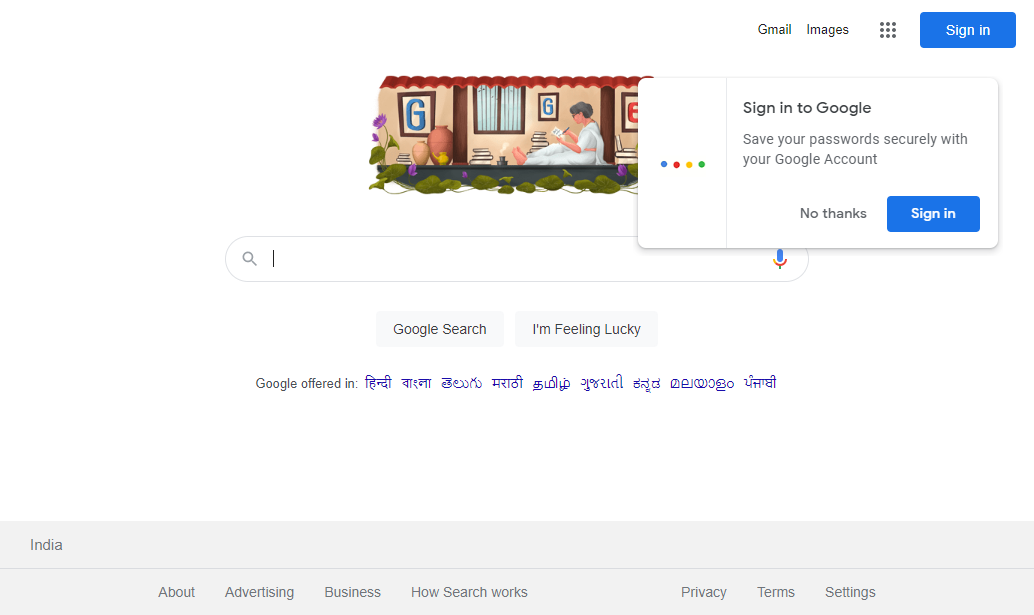 Gmail Images Sign in
G G G
Sign in to Google
Save your passwords securely with
your Google Account
No thanks Sign in
Google Search I'm Feeling Lucky
Google offered in: हिन्दी বাংলা తెలుగు मराठी தமிழ் ગુજરાતી ಕನ್ನಡ മലയാളം ਪੰਜਾਬੀ
India
About Advertising Business How Search works Privacy Terms Settings